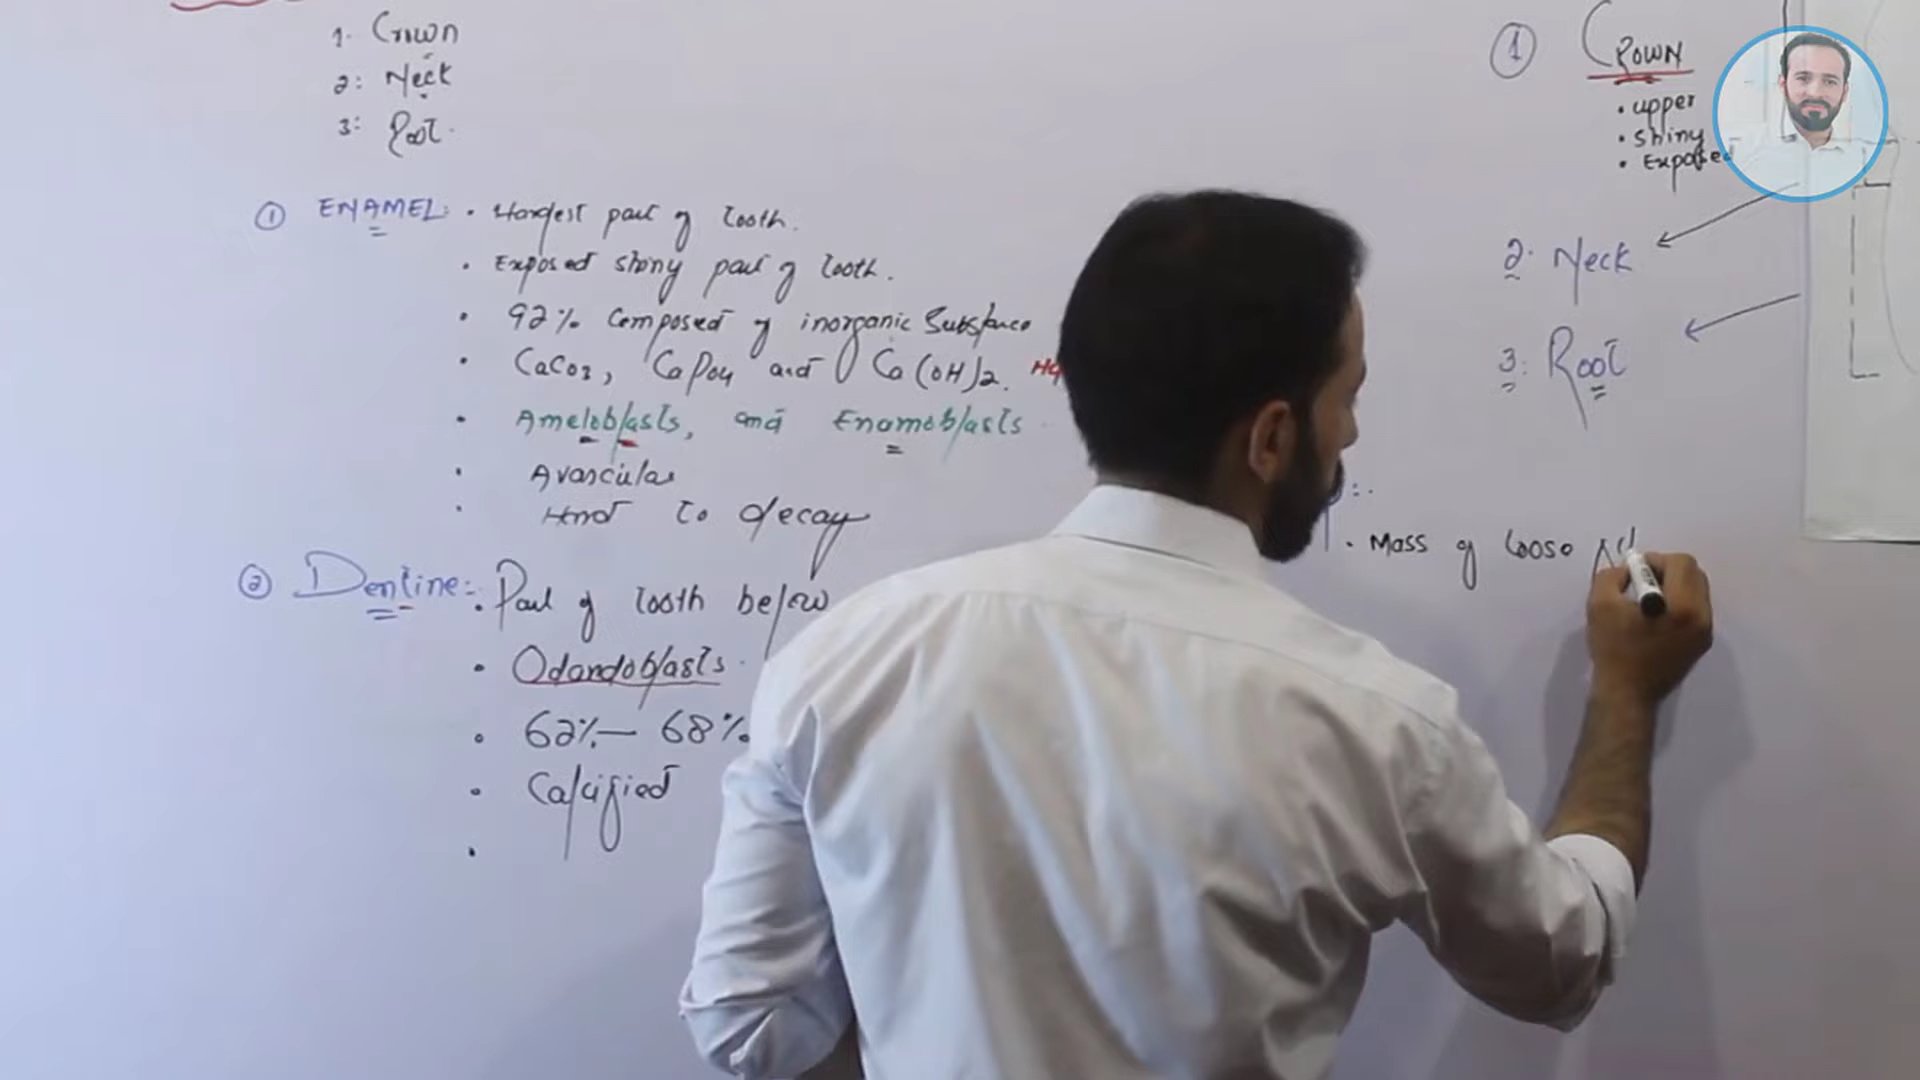 1. Crown
2: Neck
3: Root.
① ENAMEL: • Hardest part of tooth.
• Exposed shiny part of tooth.
• 92% Composed of inorganic Substance
• CaCO3, CaPO4 and Ca(OH)2.
• Ameloblasts, and Enamoblasts
• Avascular
• Hard to decay
② Dentine:. • Part of tooth below
• Odandoblasts.
• 62% – 68%
• Calcified
•
① CROWN
• upper
• Shiny
• Exposed
2. Neck
3: Root
• Mass of loose